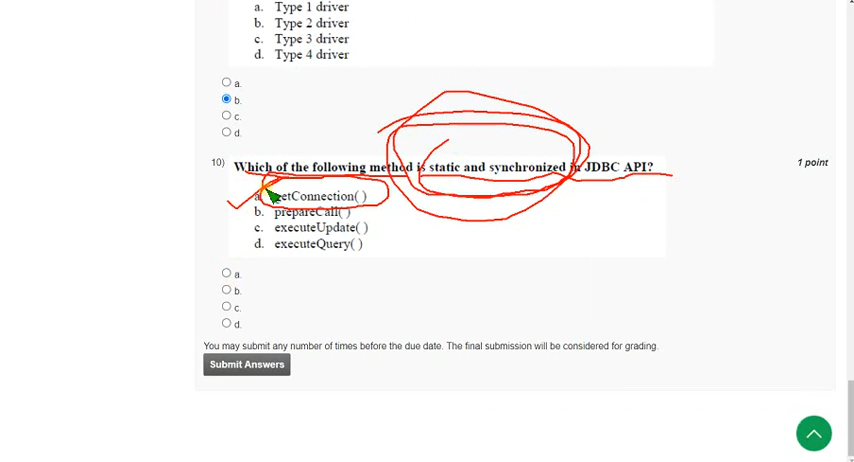 a. Type 1 driver
b. Type 2 driver
c. Type 3 driver
d. Type 4 driver
a.
b.
c.
d.
10) Which of the following method is static and synchronized in JDBC API? 1 point
a. getConnection( )
b. prepareCall( )
c. executeUpdate( )
d. executeQuery( )
a.
b.
c.
d.
You may submit any number of times before the due date. The final submission will be considered for grading.
Submit Answers